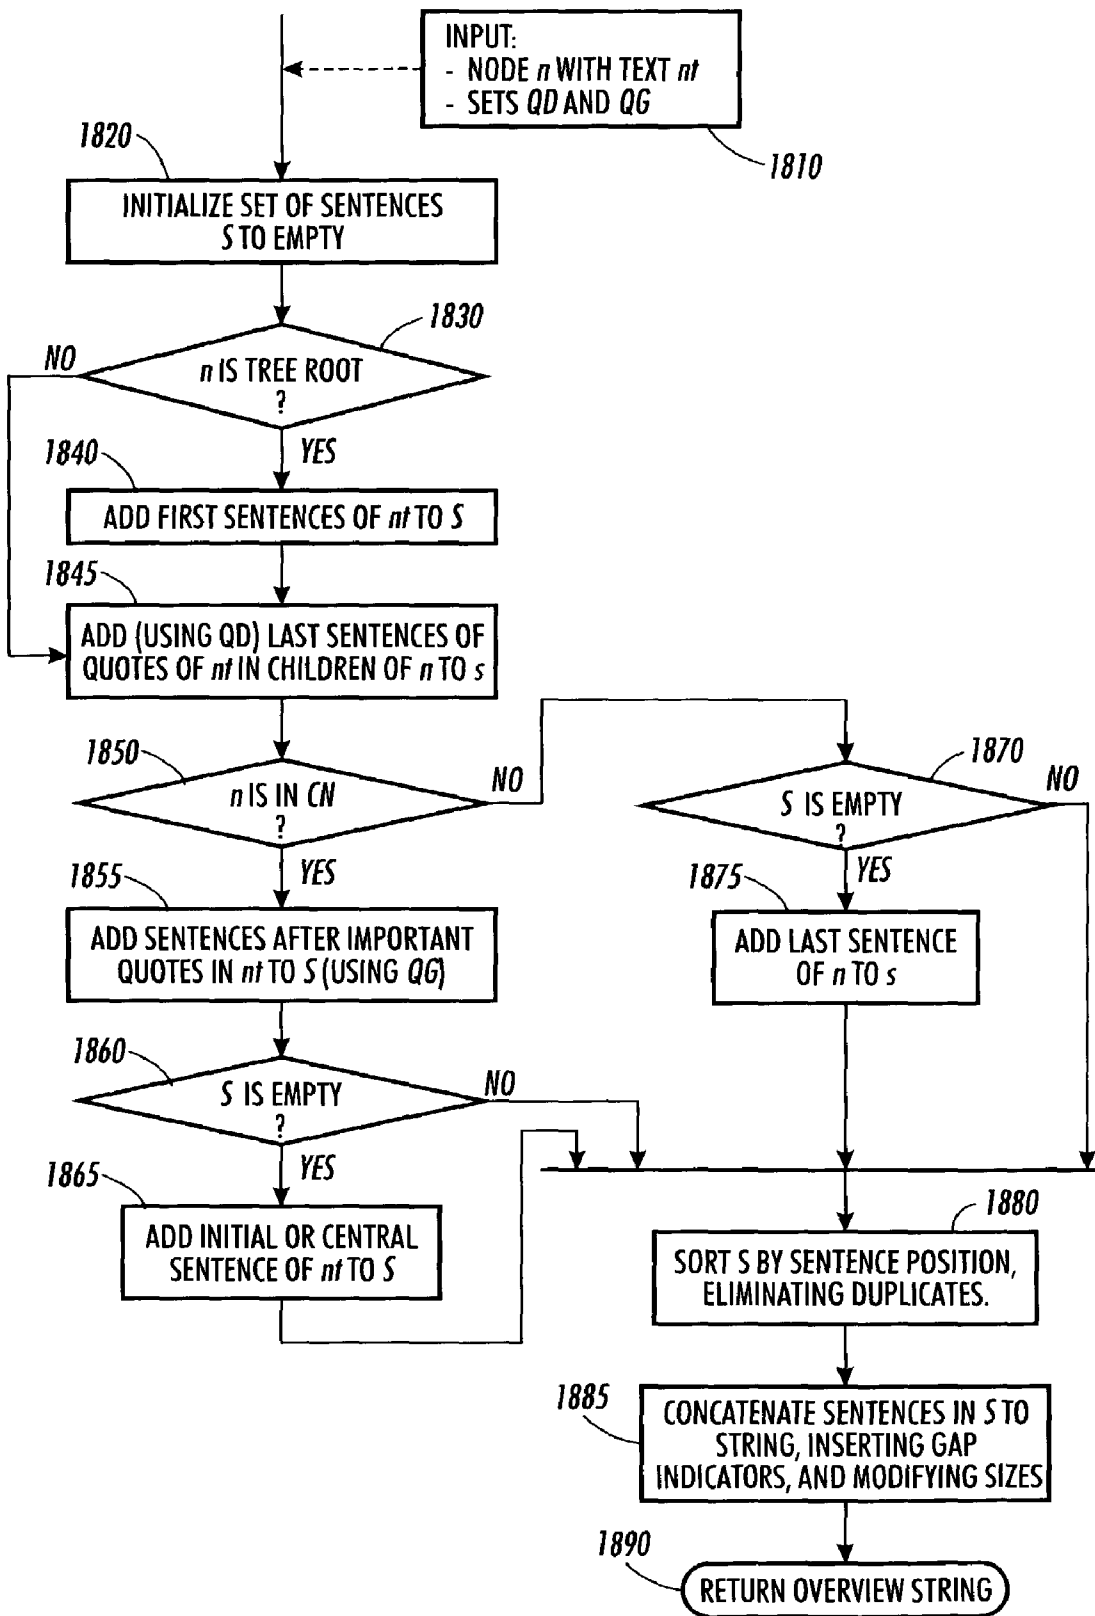 INPUT:
- NODE n WITH TEXT nt
- SETS QD AND QG
1810
1820
INITIALIZE SET OF SENTENCES
S TO EMPTY
1830
NO
n IS TREE ROOT
?
YES
1840
ADD FIRST SENTENCES OF nt TO S
1845
ADD (USING QD) LAST SENTENCES OF
QUOTES OF nt IN CHILDREN OF n TO s
1850
n IS IN CN
?
NO
YES
1870
S IS EMPTY
?
NO
YES
1855
ADD SENTENCES AFTER IMPORTANT
QUOTES IN nt TO S (USING QG)
1875
ADD LAST SENTENCE
OF n TO s
1860
S IS EMPTY
?
NO
YES
1865
ADD INITIAL OR CENTRAL
SENTENCE OF nt TO S
1880
SORT S BY SENTENCE POSITION,
ELIMINATING DUPLICATES.
1885
CONCATENATE SENTENCES IN S TO
STRING, INSERTING GAP
INDICATORS, AND MODIFYING SIZES
1890
RETURN OVERVIEW STRING